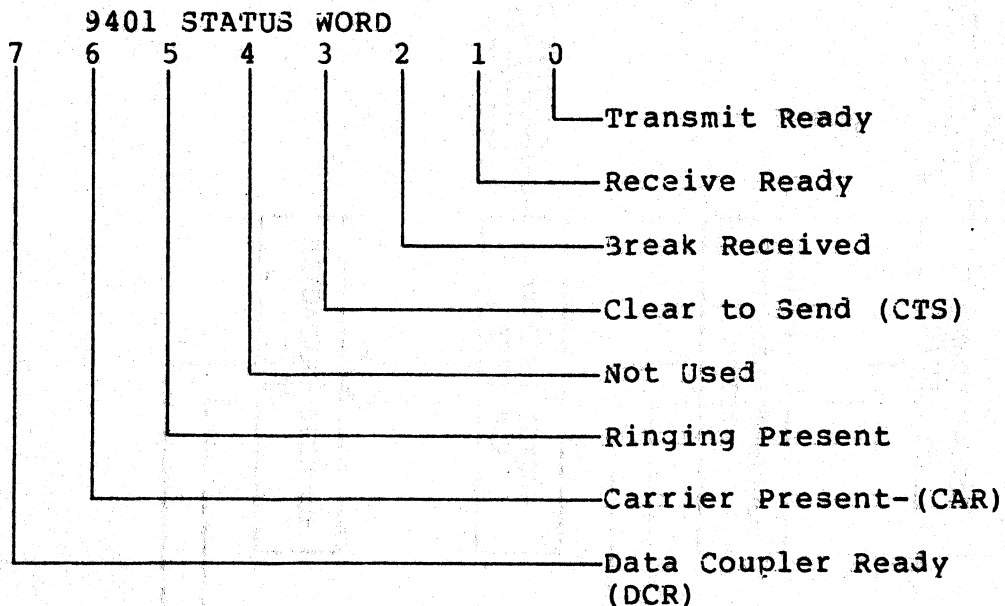 9401 STATUS WORD
7 6 5 4 3 2 1 0
Transmit Ready
Receive Ready
Break Received
Clear to Send (CTS)
Not Used
Ringing Present
Carrier Present-(CAR)
Data Coupler Ready
(DCR)